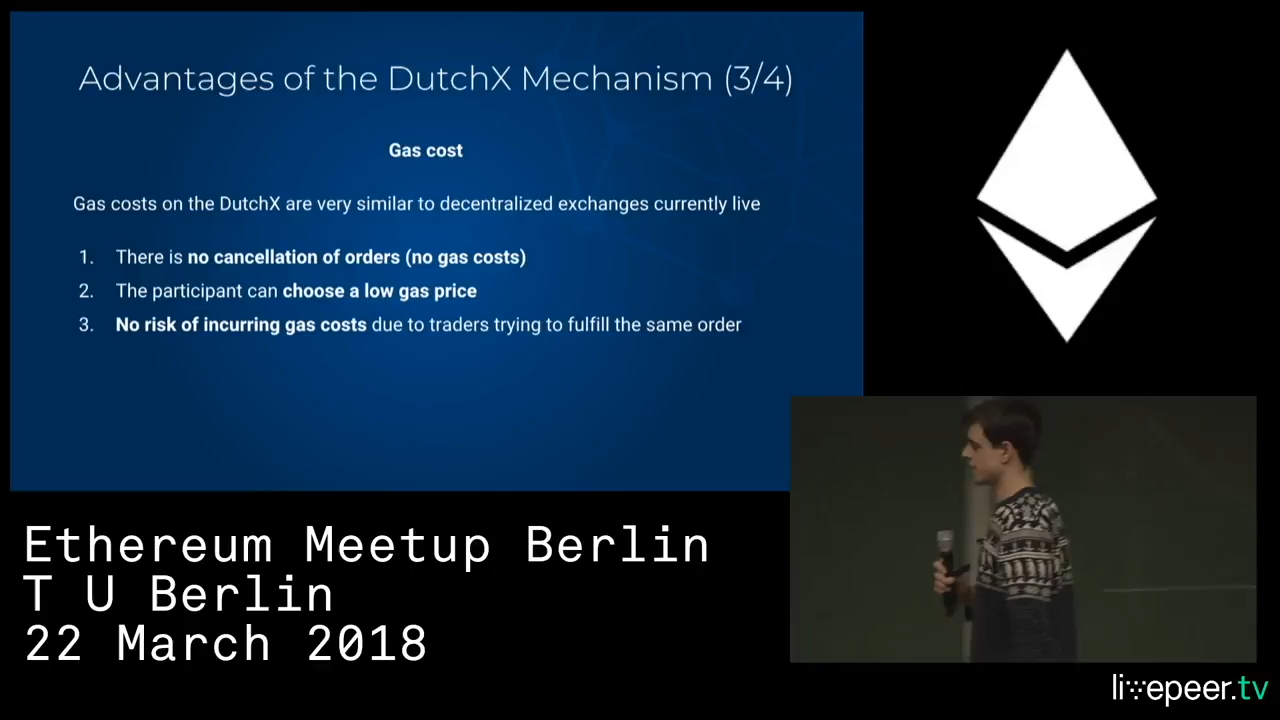 Advantages of the DutchX Mechanism (3/4)
Gas cost
Gas costs on the DutchX are very similar to decentralized exchanges currently live
1. There is no cancellation of orders (no gas costs)
2. The participant can choose a low gas price
3. No risk of incurring gas costs due to traders trying to fulfill the same order
Ethereum Meetup Berlin
T U Berlin
22 March 2018
livepeer.tv